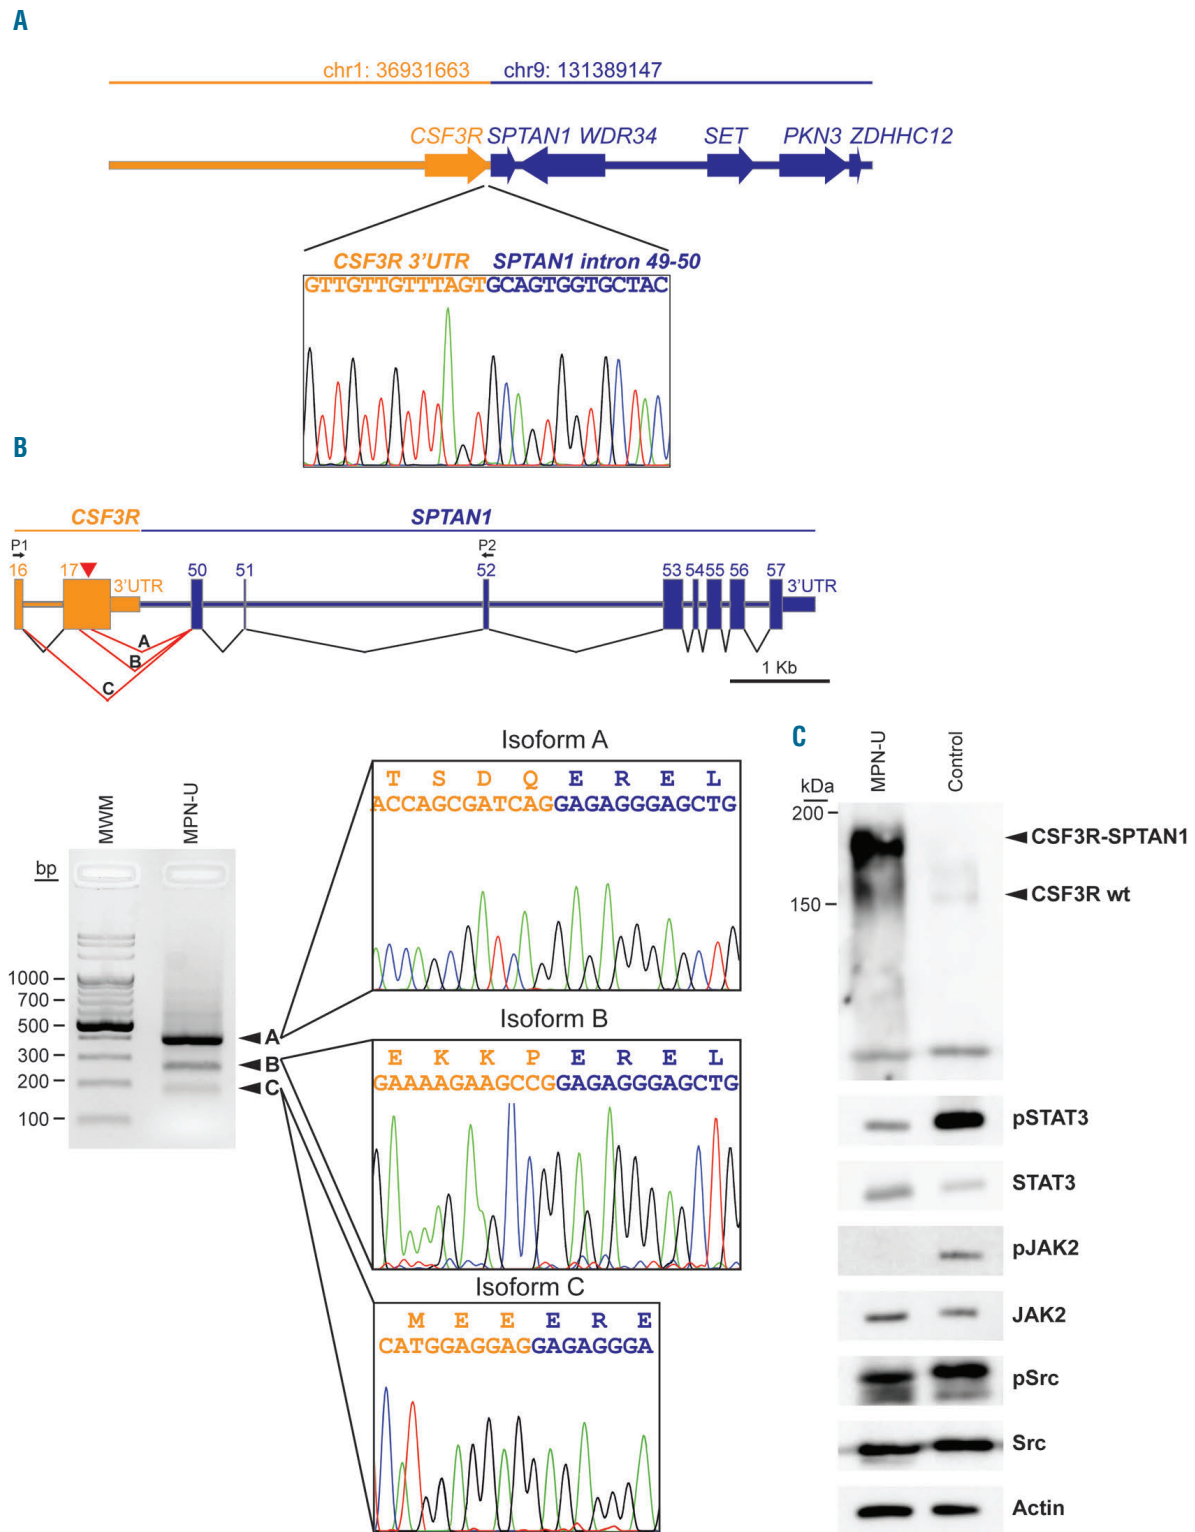 A
chr1: 36931663 chr9: 131389147
CSF3R SPTAN1 WDR34 SET PKN3 ZDHHC12
CSF3R 3'UTR SPTAN1 intron 49-50
GTTGTTGTTTAGTGCAGTGGTGCTAC
B
CSF3R SPTAN1
P1 P2
16 17 3'UTR 50 51 52 53 54 55 56 57 3'UTR
A
B
C
1 Kb
MWM MPN-U
bp
1000
700
500
300
200
100
A
B
C
Isoform A
T S D Q E R E L
ACCAGCGATCAGGAGAGGGAGCTG
Isoform B
E K K P E R E L
GAAAAGAAGCCGGAGAGGGAGCTG
Isoform C
M E E E R E
CATGGAGGAGGAGAGGGA
C
MPN-U Control
kDa
200
150
CSF3R-SPTAN1
CSF3R wt
pSTAT3
STAT3
pJAK2
JAK2
pSrc
Src
Actin